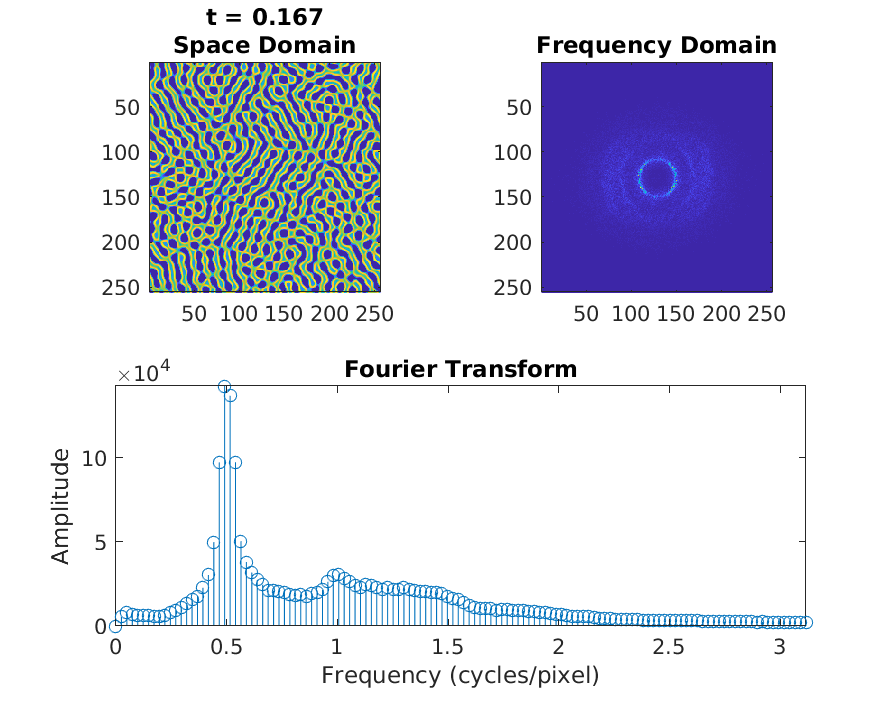 t = 0.167
Space Domain
50
100
150
200
250
50 100 150 200 250
Frequency Domain
50
100
150
200
250
50 100 150 200 250
Fourier Transform
×10⁴
Amplitude
10
5
0
0 0.5 1 1.5 2 2.5 3
Frequency (cycles/pixel)